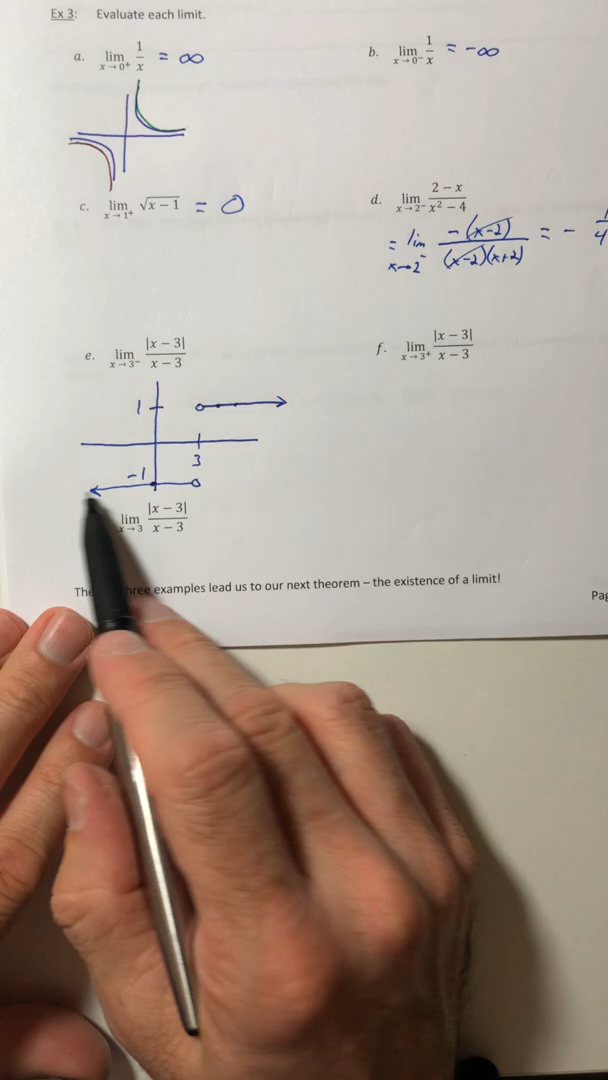 Ex 3: Evaluate each limit.
a. lim x→0⁺ 1/x = ∞
b. lim x→0⁻ 1/x = -∞
c. lim x→1⁺ √(x − 1) = 0
d. lim x→2⁻ (2 − x)/(x² − 4)
= lim x→2⁻ -(x-2)/((x-2)(x+2)) = - 1/4
e. lim x→3⁻ |x − 3|/(x − 3)
f. lim x→3⁺ |x − 3|/(x − 3)
1
3
-1
lim x→3 |x − 3|/(x − 3)
three examples lead us to our next theorem – the existence of a limit!